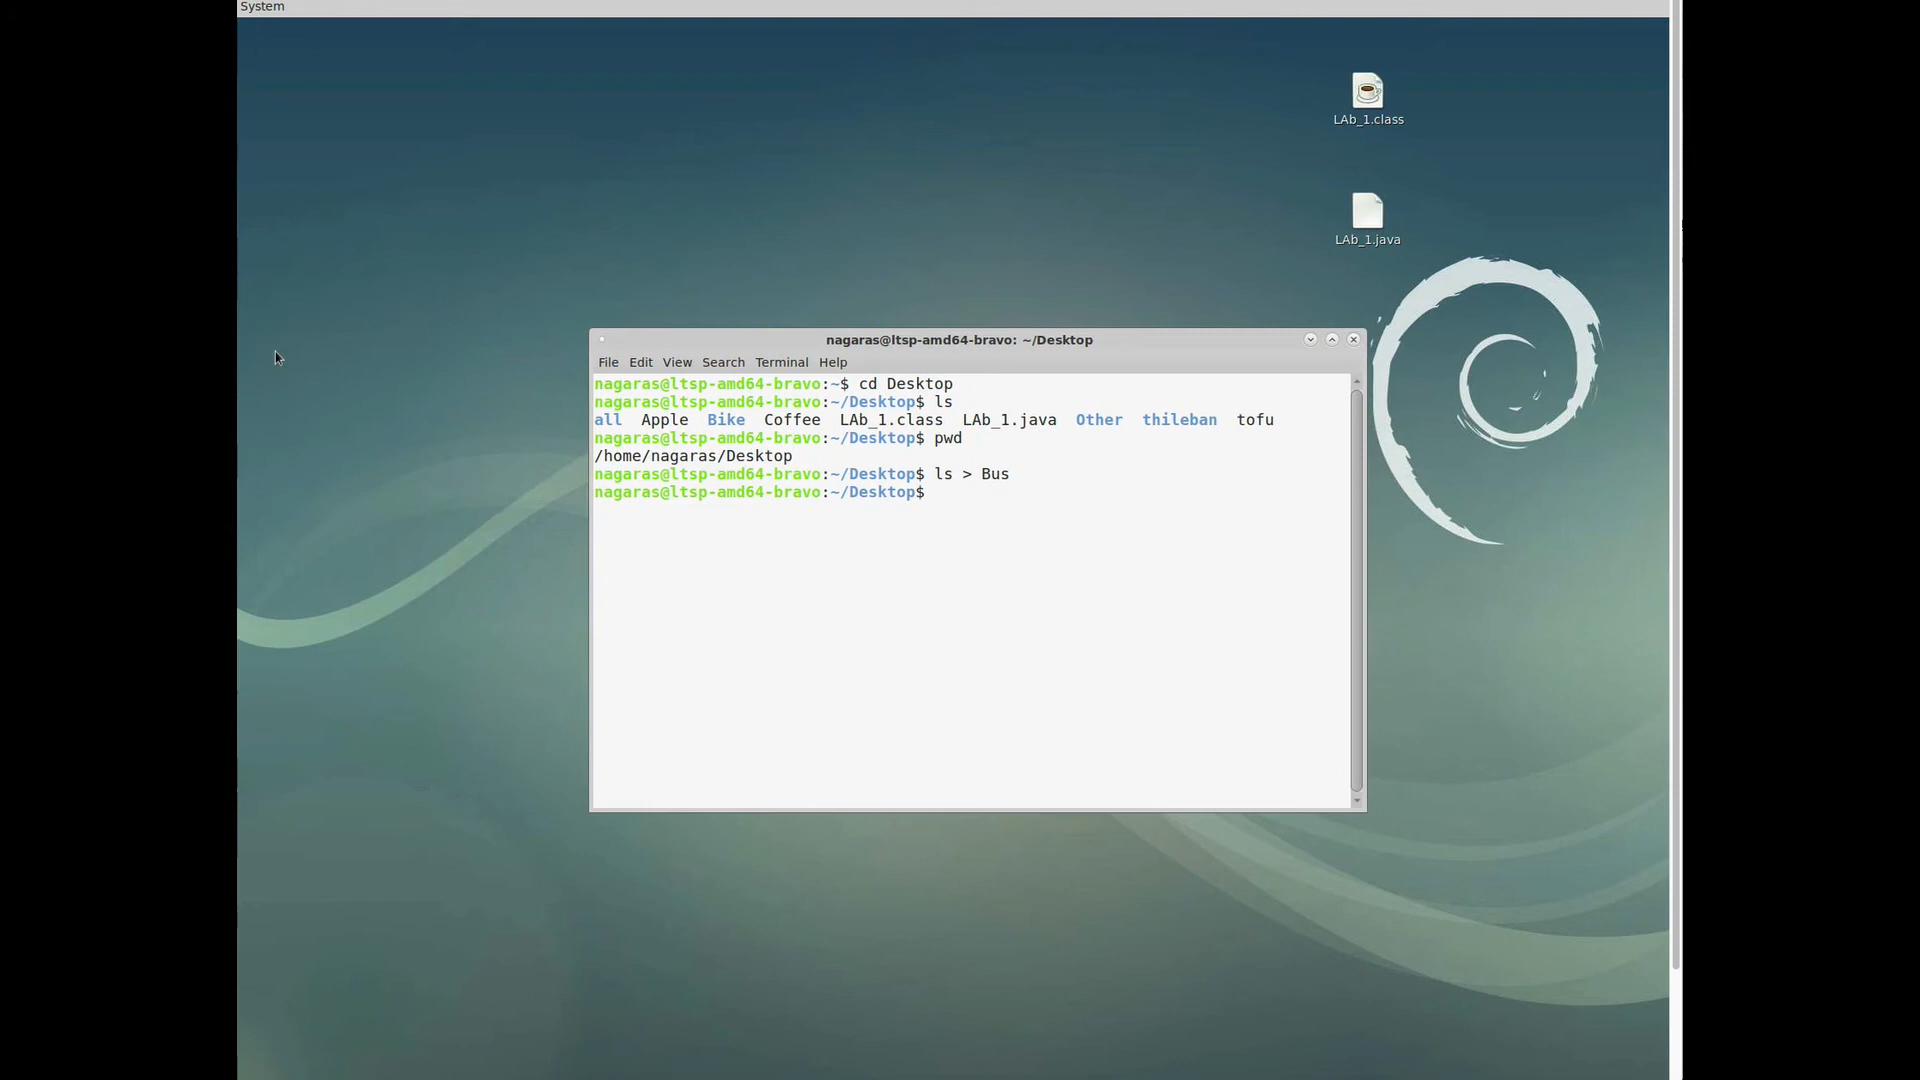 System
LAb_1.class
LAb_1.java
nagaras@ltsp-amd64-bravo: ~/Desktop
File Edit View Search Terminal Help
nagaras@ltsp-amd64-bravo:~$ cd Desktop
nagaras@ltsp-amd64-bravo:~/Desktop$ ls
all Apple Bike Coffee LAb_1.class LAb_1.java Other thileban tofu
nagaras@ltsp-amd64-bravo:~/Desktop$ pwd
/home/nagaras/Desktop
nagaras@ltsp-amd64-bravo:~/Desktop$ ls > Bus
nagaras@ltsp-amd64-bravo:~/Desktop$